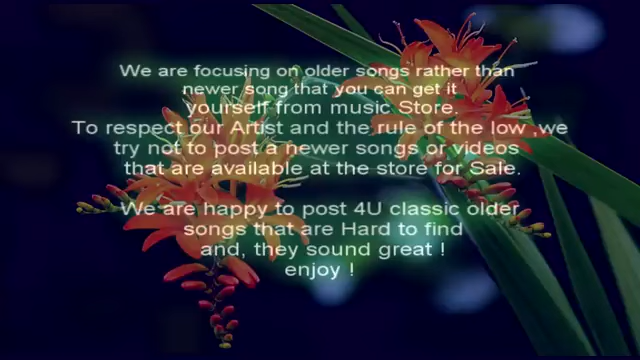 We are focusing on older songs rather than
newer song that you can get it
yourself from music Store.
To respect our Artist and the rule of the low ,we
try not to post a newer songs or videos
that are available at the store for Sale.
We are happy to post 4U classic older
songs that are Hard to find
and, they sound great !
enjoy !